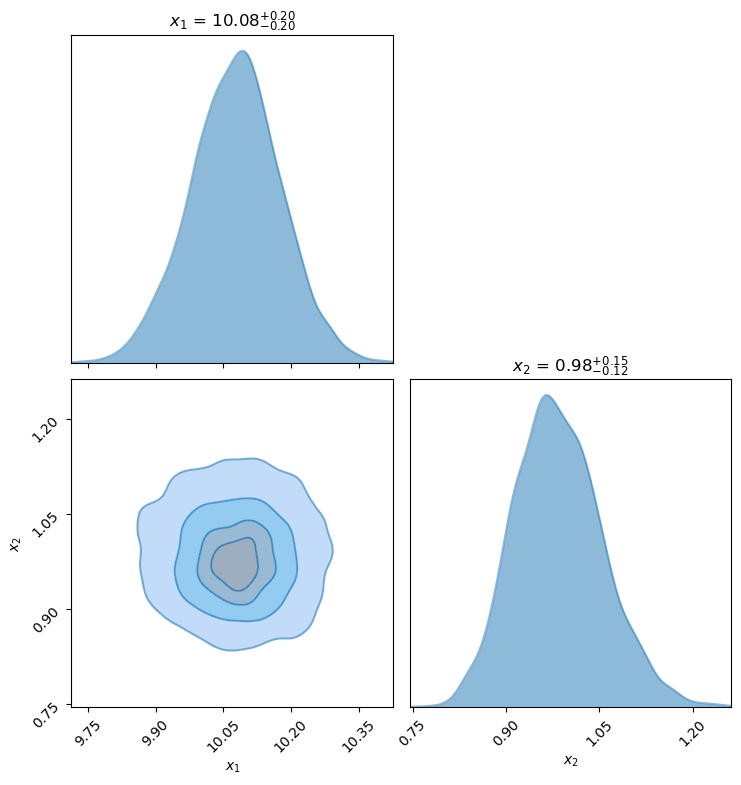 x₁ = 10.08⁺⁰·²⁰₋₀.₂₀
x₂ = 0.98⁺⁰·¹⁵₋₀.₁₂
1.20
1.05
0.90
0.75
x₂
9.75 9.90 10.05 10.20 10.35
x₁
0.75 0.90 1.05 1.20
x₂